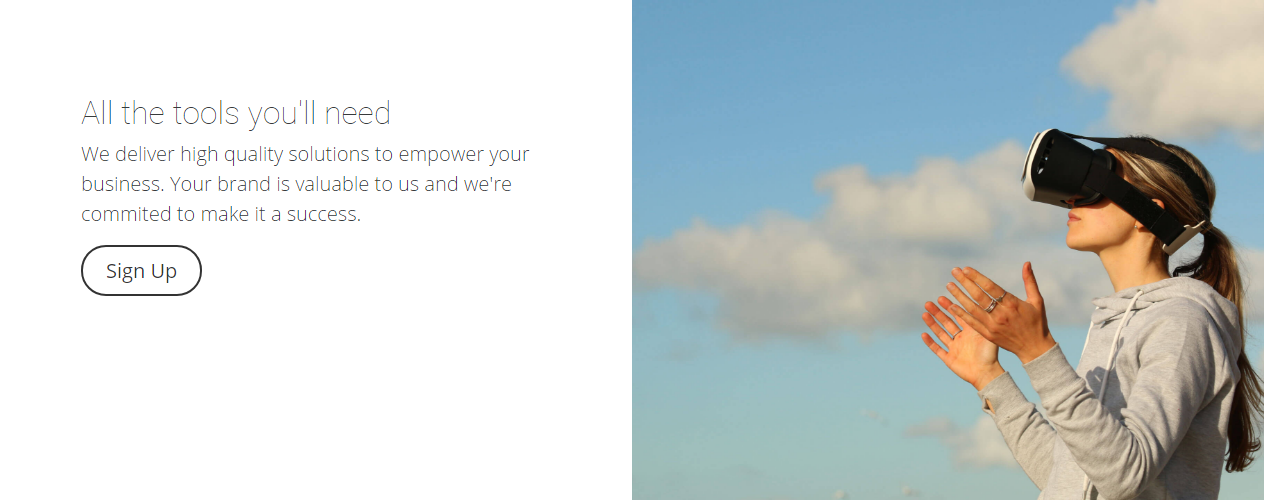 All the tools you'll need
We deliver high quality solutions to empower your
business. Your brand is valuable to us and we're
commited to make it a success.
Sign Up